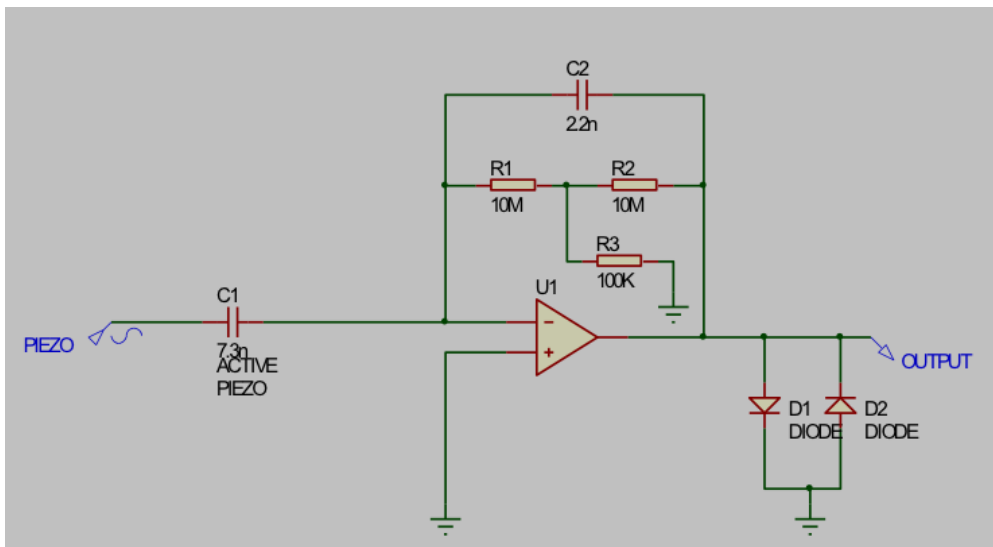 C2
2.2n
R1
R2
10M
10M
R3
100K
U1
C1
7.3n
ACTIVE
PIEZO
PIEZO
OUTPUT
D1
DIODE
D2
DIODE